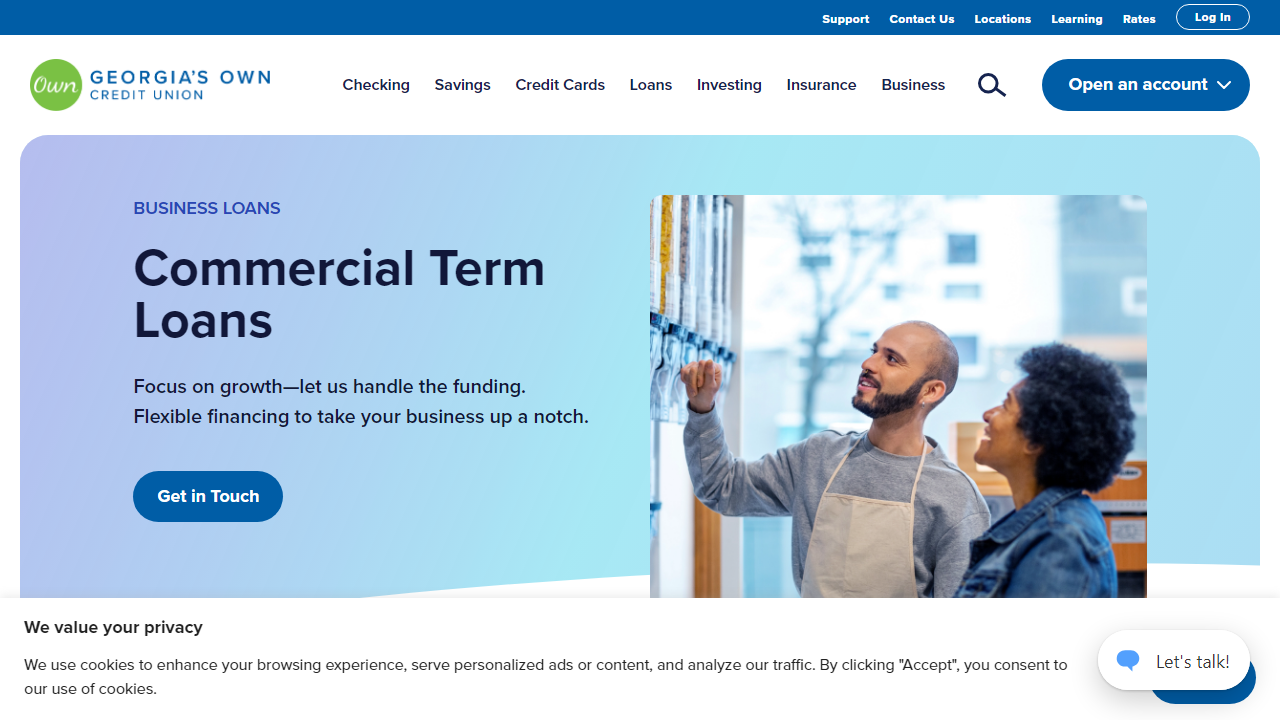 Support Contact Us Locations Learning Rates Log In
Own GEORGIA'S OWN
CREDIT UNION
Checking Savings Credit Cards Loans Investing Insurance Business Open an account
BUSINESS LOANS
Commercial Term
Loans
Focus on growth—let us handle the funding.
Flexible financing to take your business up a notch.
Get in Touch
We value your privacy
We use cookies to enhance your browsing experience, serve personalized ads or content, and analyze our traffic. By clicking "Accept", you consent to
our use of cookies.
Let's talk!